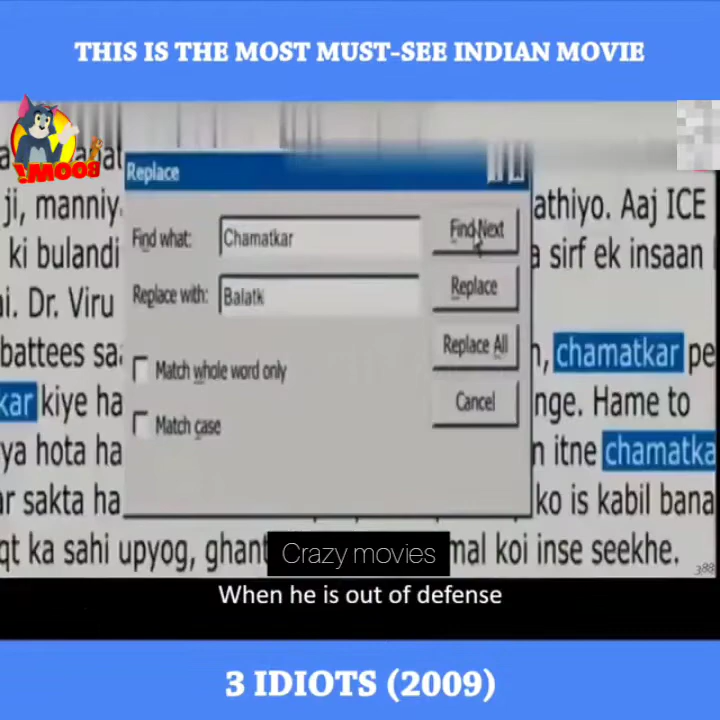 THIS IS THE MOST MUST-SEE INDIAN MOVIE
BOOM!
Replace
ji, manniy
athiyo. Aaj ICE
Find what: Chamatkar
Find Next
ki bulandi
a sirf ek insaan
Replace with: Balatk
Replace
ai. Dr. Viru
battees sa
Replace All
n, chamatkar pe
Match whole word only
kar kiye ha
Cancel
nge. Hame to
Match case
ya hota ha
n itne chamatka
ar sakta ha
ko is kabil bana
qt ka sahi upyog, ghant
mal koi inse seekhe.
Crazy movies
388
When he is out of defense
3 IDIOTS (2009)